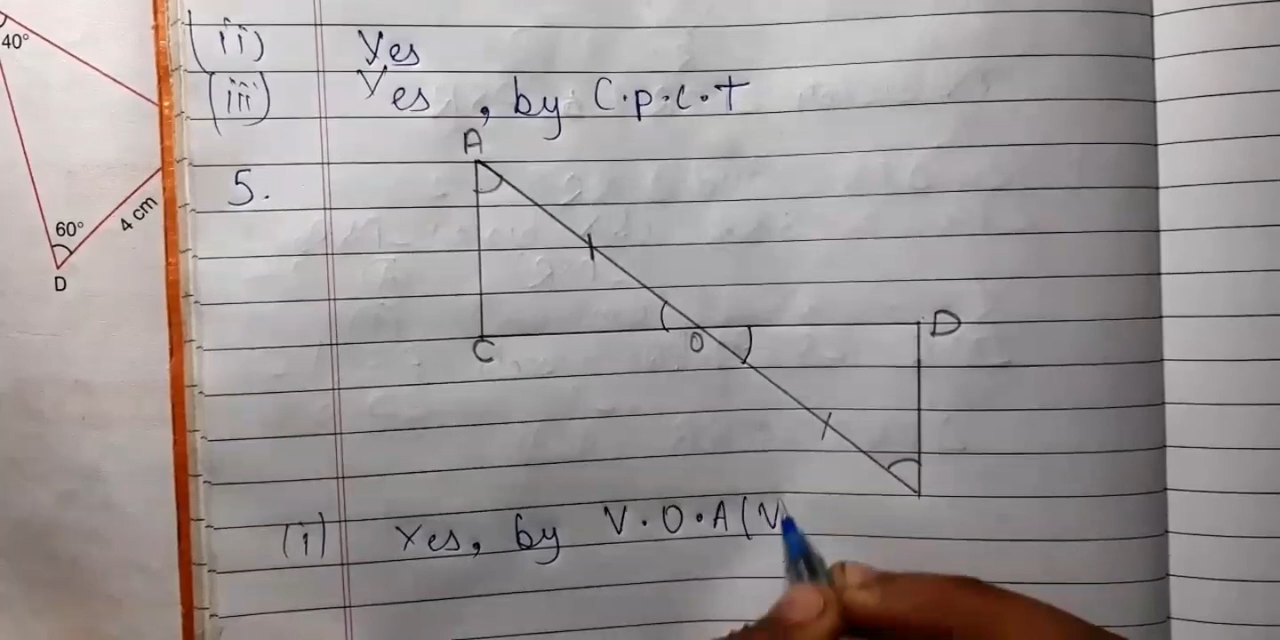 40°
60°
4 cm
D
(ii) Yes
(iii) Yes, by C.p.c.t
5.
A
C
O
D
(i) Yes, by V.O.A (V